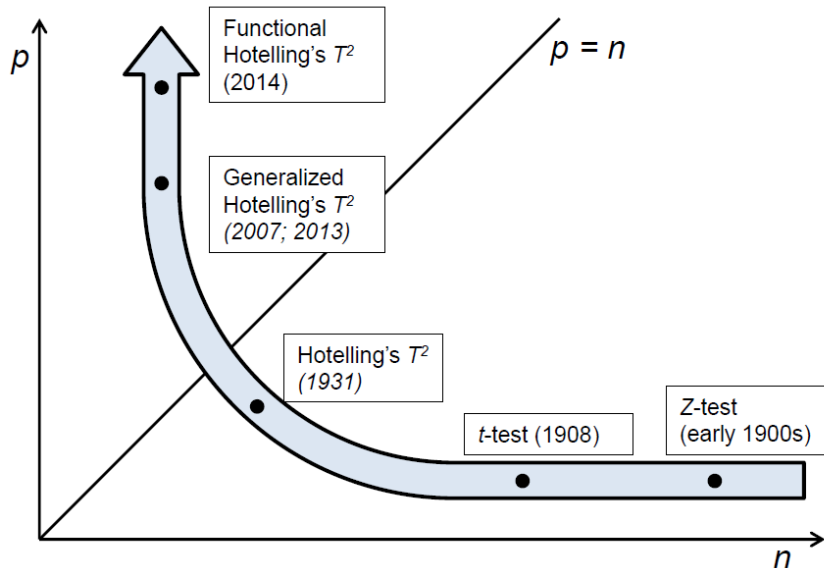 p
Functional
Hotelling's T²
(2014)
p = n
Generalized
Hotelling's T²
(2007; 2013)
Hotelling's T²
(1931)
t-test (1908)
Z-test
(early 1900s)
n